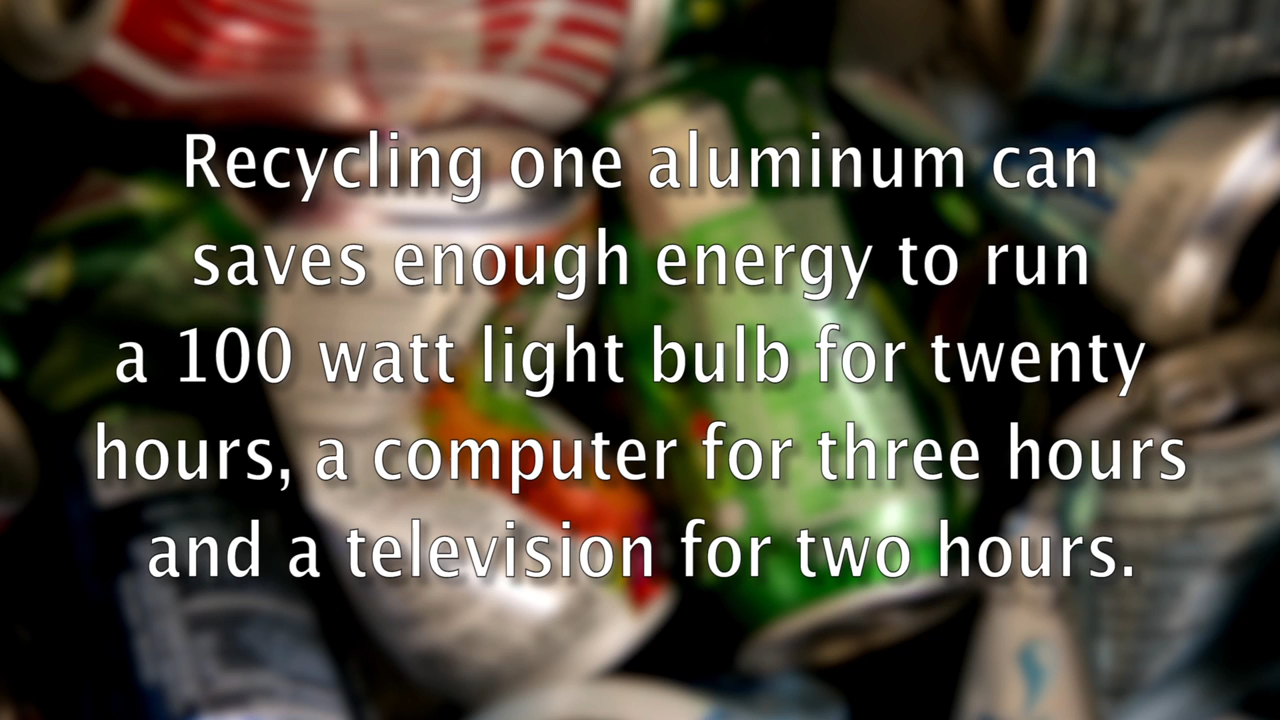 Recycling one aluminum can
saves enough energy to run
a 100 watt light bulb for twenty
hours, a computer for three hours
and a television for two hours.